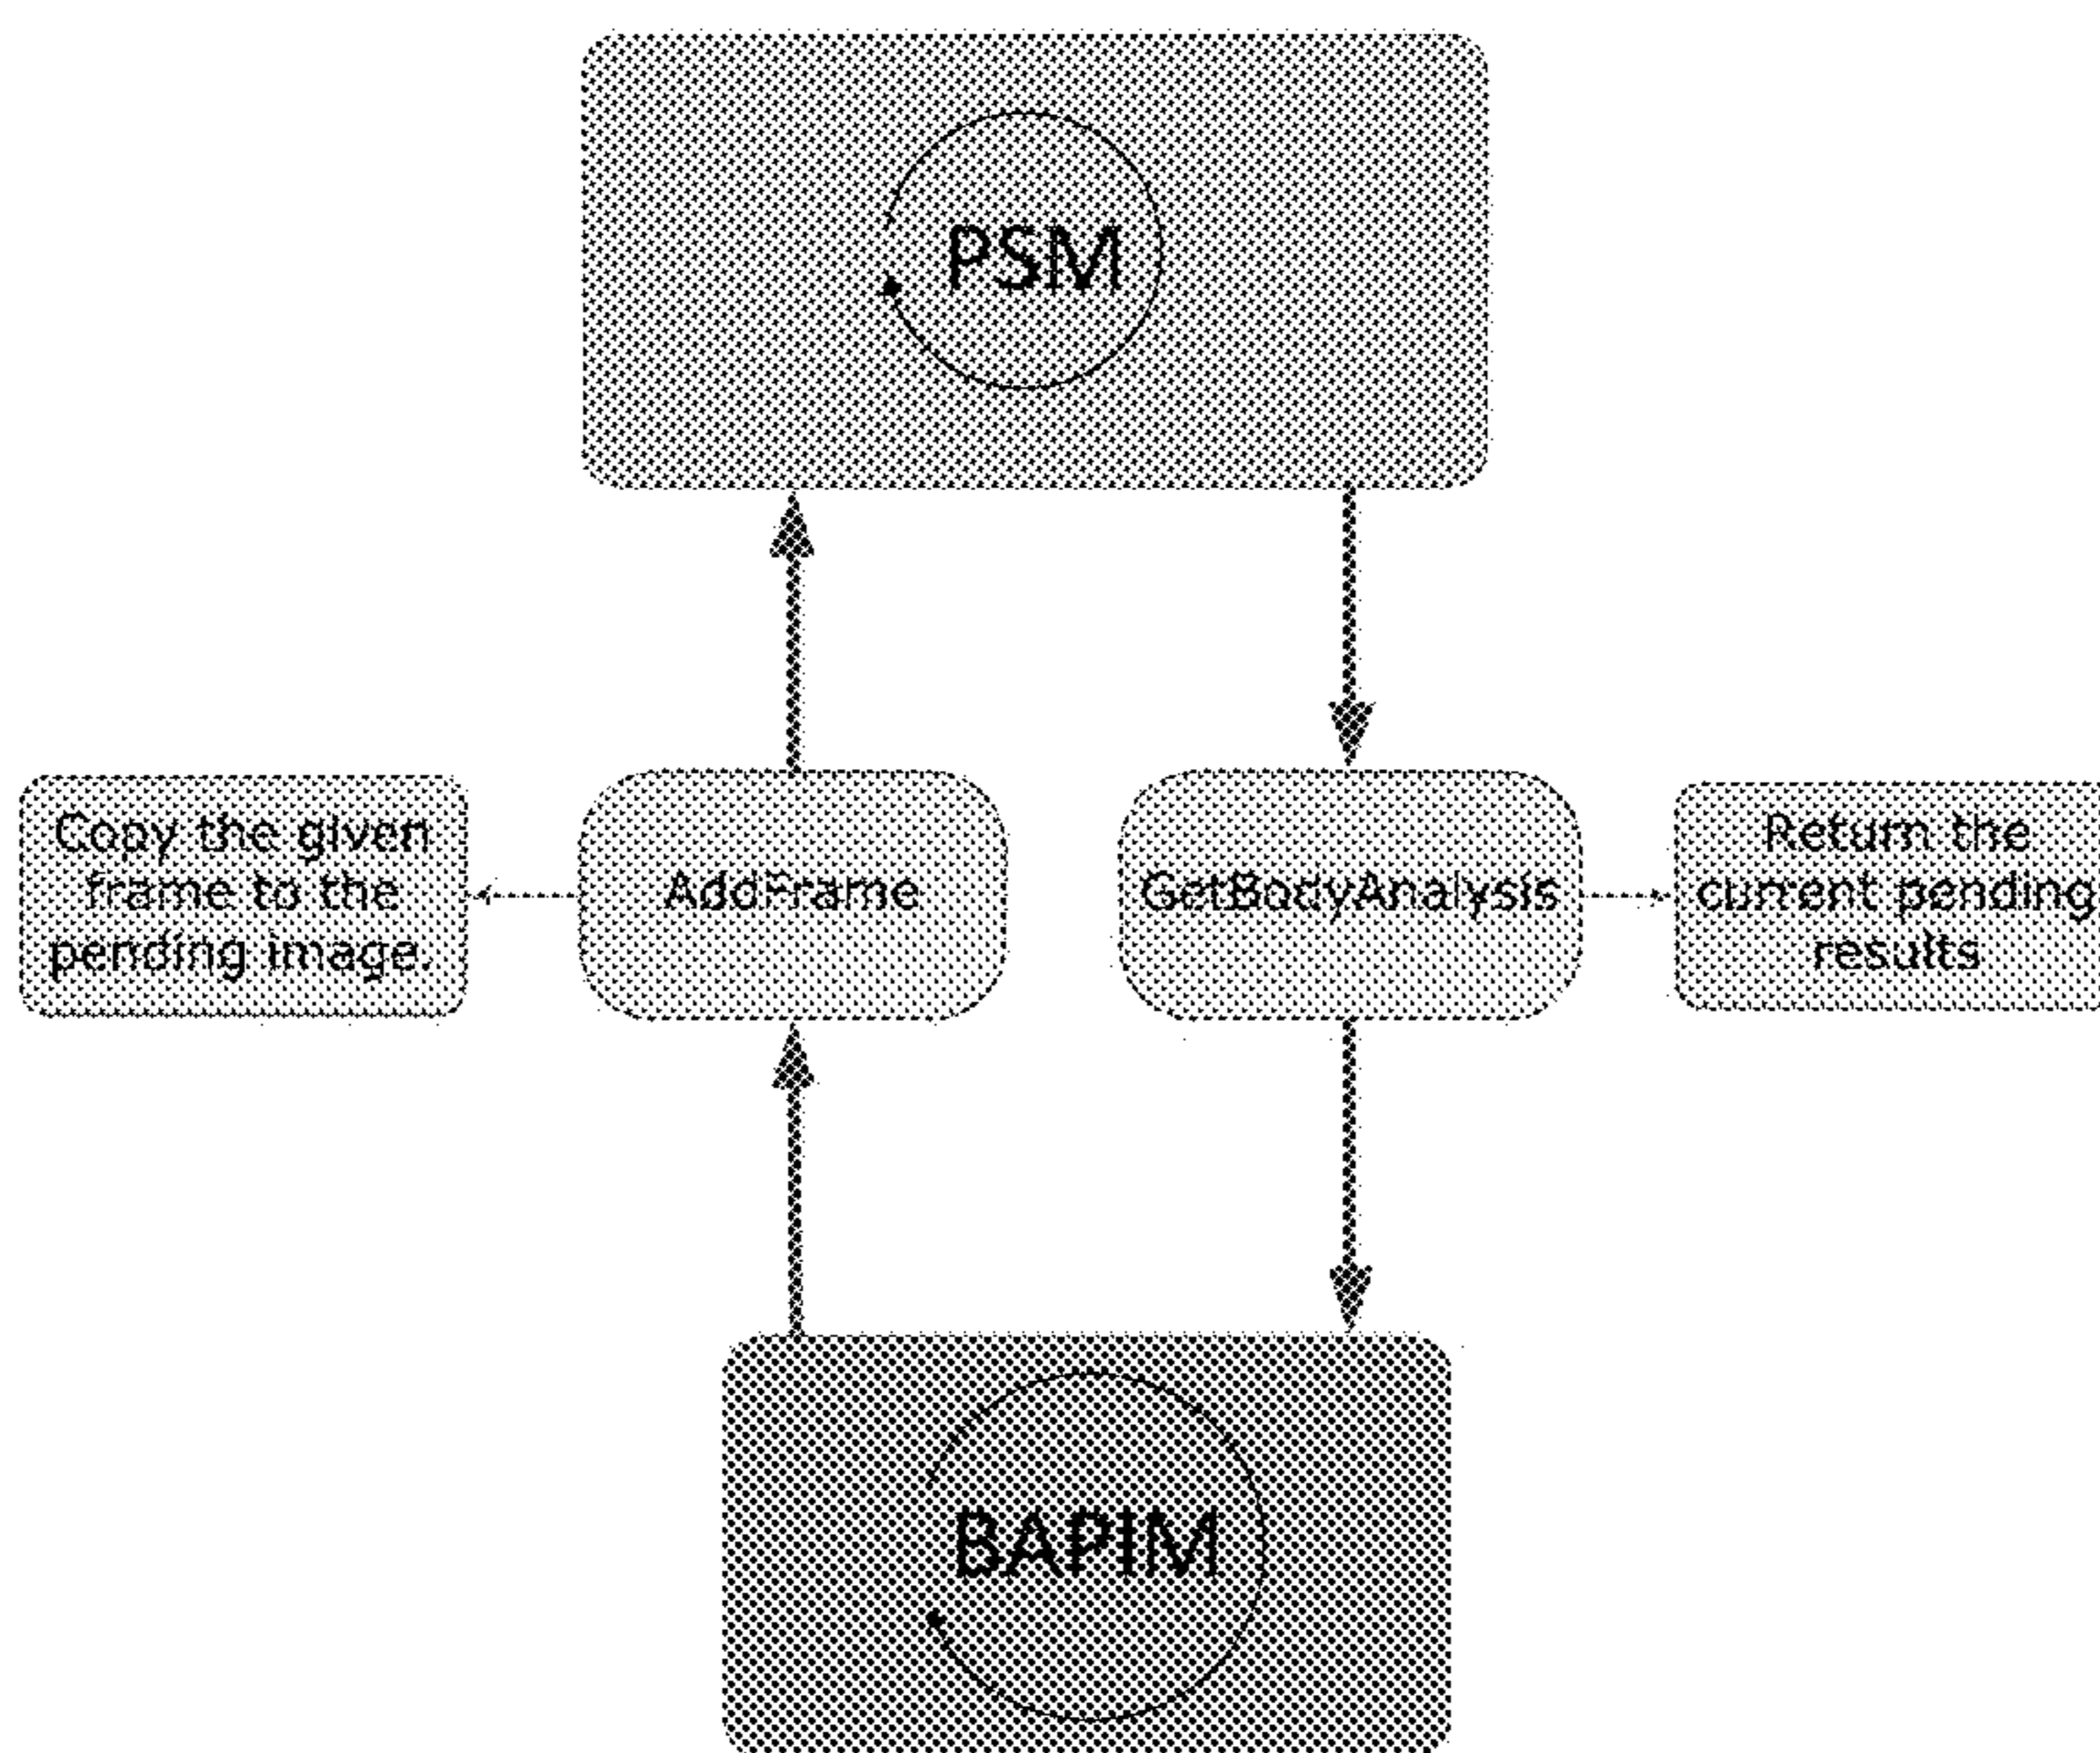 PSM
Copy the given
frame to the
pending image.
AddFrame
GetBodyAnalysis
Return the
current pending
results
BAPIM